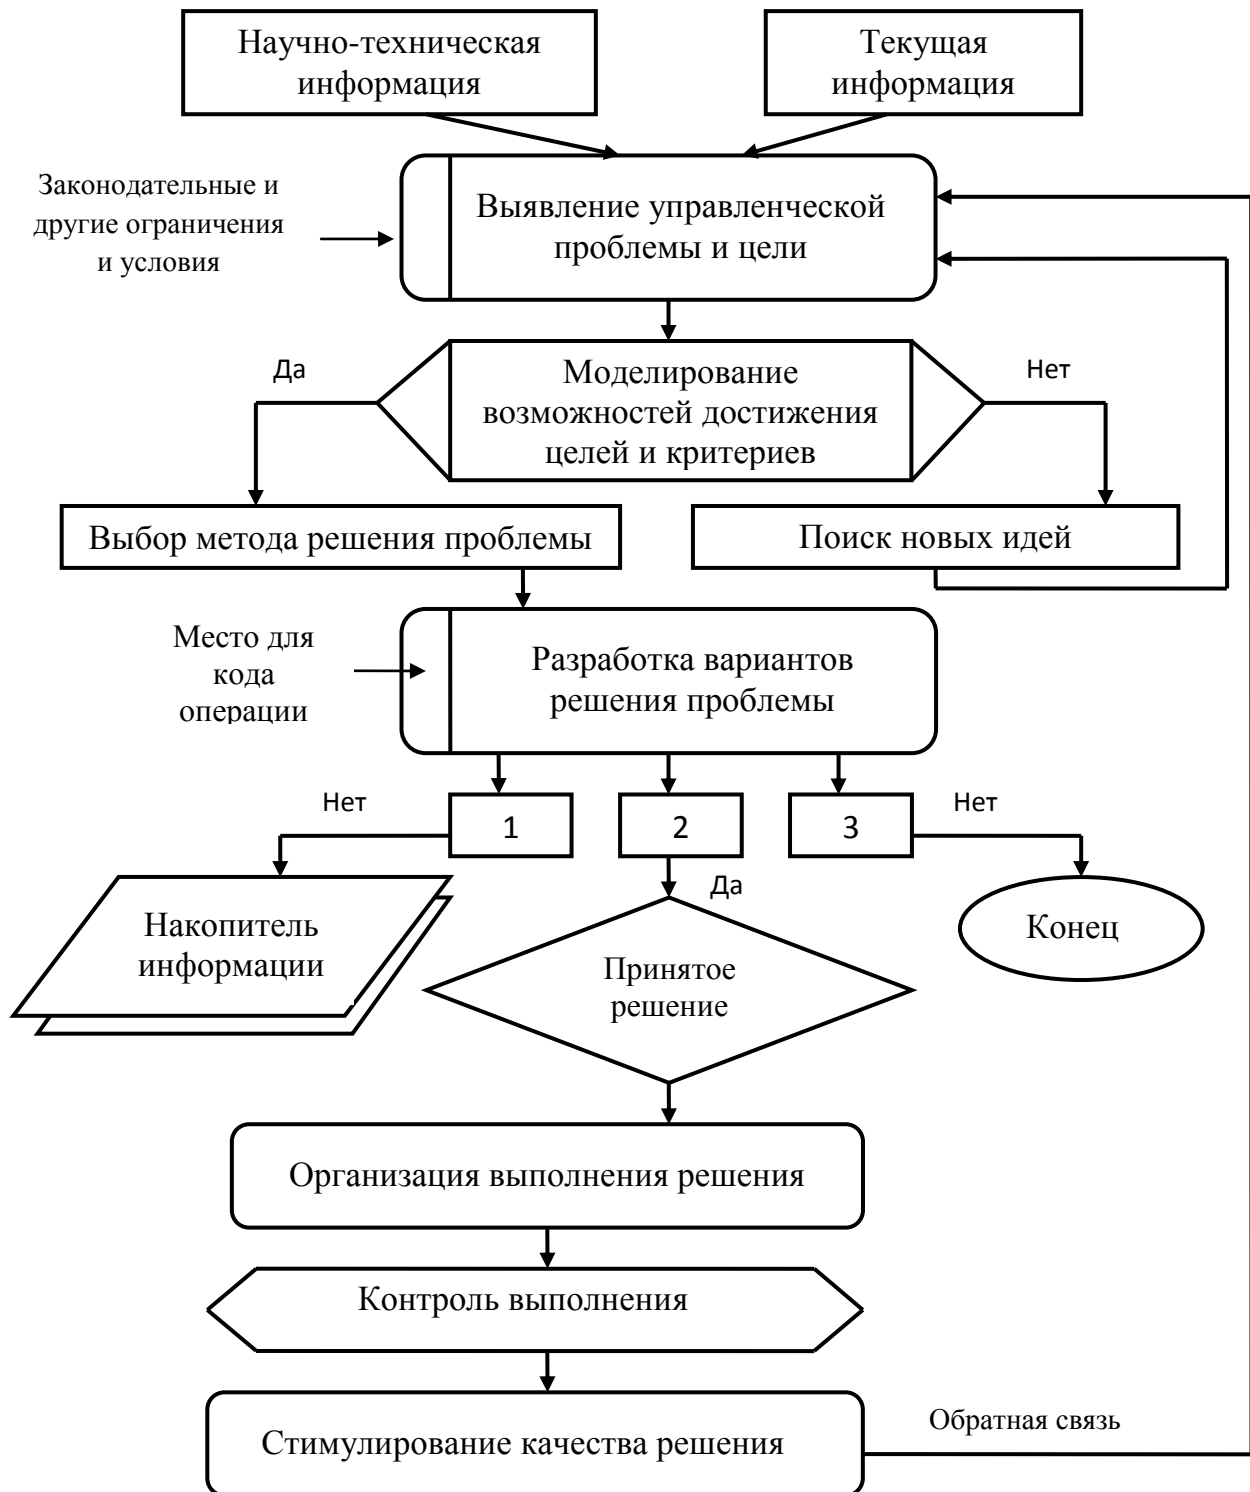 Научно-техническая
информация
Текущая
информация
Законодательные и
другие ограничения
и условия
Выявление управленческой
проблемы и цели
Да
Моделирование
возможностей достижения
целей и критериев
Нет
Выбор метода решения проблемы
Поиск новых идей
Место для
кода
операции
Разработка вариантов
решения проблемы
Нет
1
2
3
Нет
Да
Накопитель
информации
Принятое
решение
Конец
Организация выполнения решения
Контроль выполнения
Стимулирование качества решения
Обратная связь